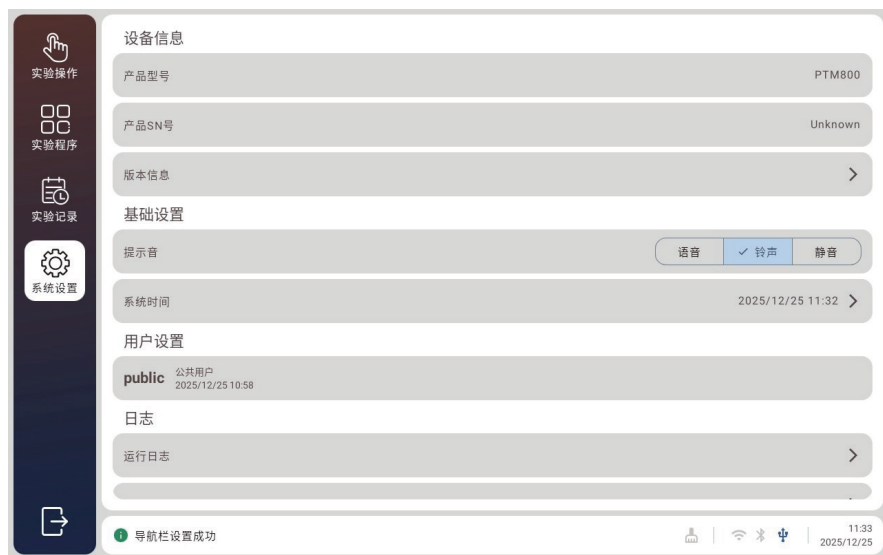 实验操作
实验程序
实验记录
系统设置
设备信息
产品型号 PTM800
产品SN号 Unknown
版本信息
基础设置
提示音 语音 铃声 静音
系统时间 2025/12/25 11:32
用户设置
public 公共用户
2025/12/25 10:58
日志
运行日志
导航栏设置成功
11:33
2025/12/25